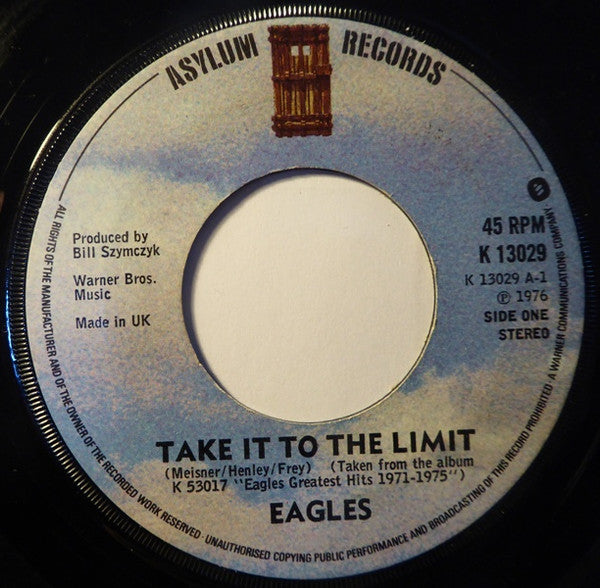 ASYLUM RECORDS
Produced by
Bill Szymczyk
Warner Bros.
Music
Made in UK
45 RPM
K 13029
K 13029 A-1
℗ 1976
SIDE ONE
STEREO
TAKE IT TO THE LIMIT
(Meisner/Henley/Frey) (Taken from the album
K 53017 "Eagles Greatest Hits 1971-1975")
EAGLES
ALL RIGHTS OF THE MANUFACTURER AND OF THE OWNER OF THE RECORDED WORK RESERVED · UNAUTHORISED COPYING PUBLIC PERFORMANCE AND BROADCASTING OF THIS RECORD PROHIBITED · A WARNER COMMUNICATIONS COMPANY